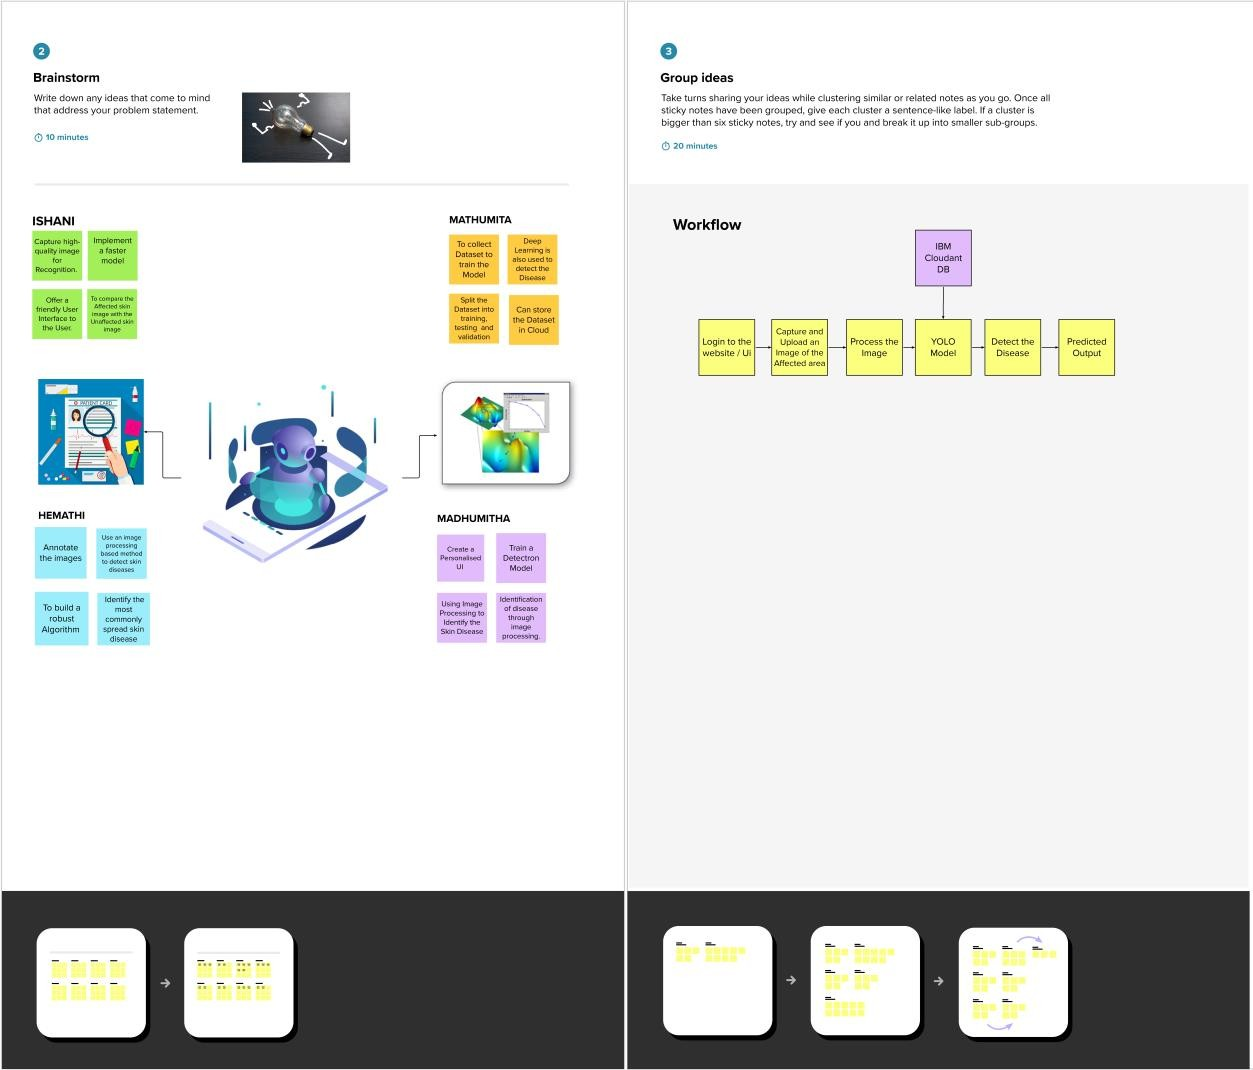 2
Brainstorm
Write down any ideas that come to mind
that address your problem statement.
10 minutes
ISHANI
Capture high-
quality image
for
Recognition.
Implement
a faster
model
Offer a
friendly User
Interface to
the User.
To compare the
Affected skin
image with the
Unaffected skin
image
MATHUMITA
To collect
Dataset to
train the
Model
Deep
Learning is
also used to
detect the
Disease
Split the
Dataset into
training,
testing and
validation
Can store
the Dataset
in Cloud
PATIENT CARD
HEMATHI
Annotate
the images
Use an image
processing
based method
to detect skin
diseases
To build a
robust
Algorithm
Identify the
most
commonly
spread skin
disease
MADHUMITHA
Create a
Personalised
UI
Train a
Detectron
Model
Using Image
Processing to
Identify the
Skin Disease
Identification
of disease
through
image
processing.
3
Group ideas
Take turns sharing your ideas while clustering similar or related notes as you go. Once all
sticky notes have been grouped, give each cluster a sentence-like label. If a cluster is
bigger than six sticky notes, try and see if you and break it up into smaller sub-groups.
20 minutes
Workflow
IBM
Cloudant
DB
Login to the
website / Ui
Capture and
Upload an
Image of the
Affected area
Process the
Image
YOLO
Model
Detect the
Disease
Predicted
Output